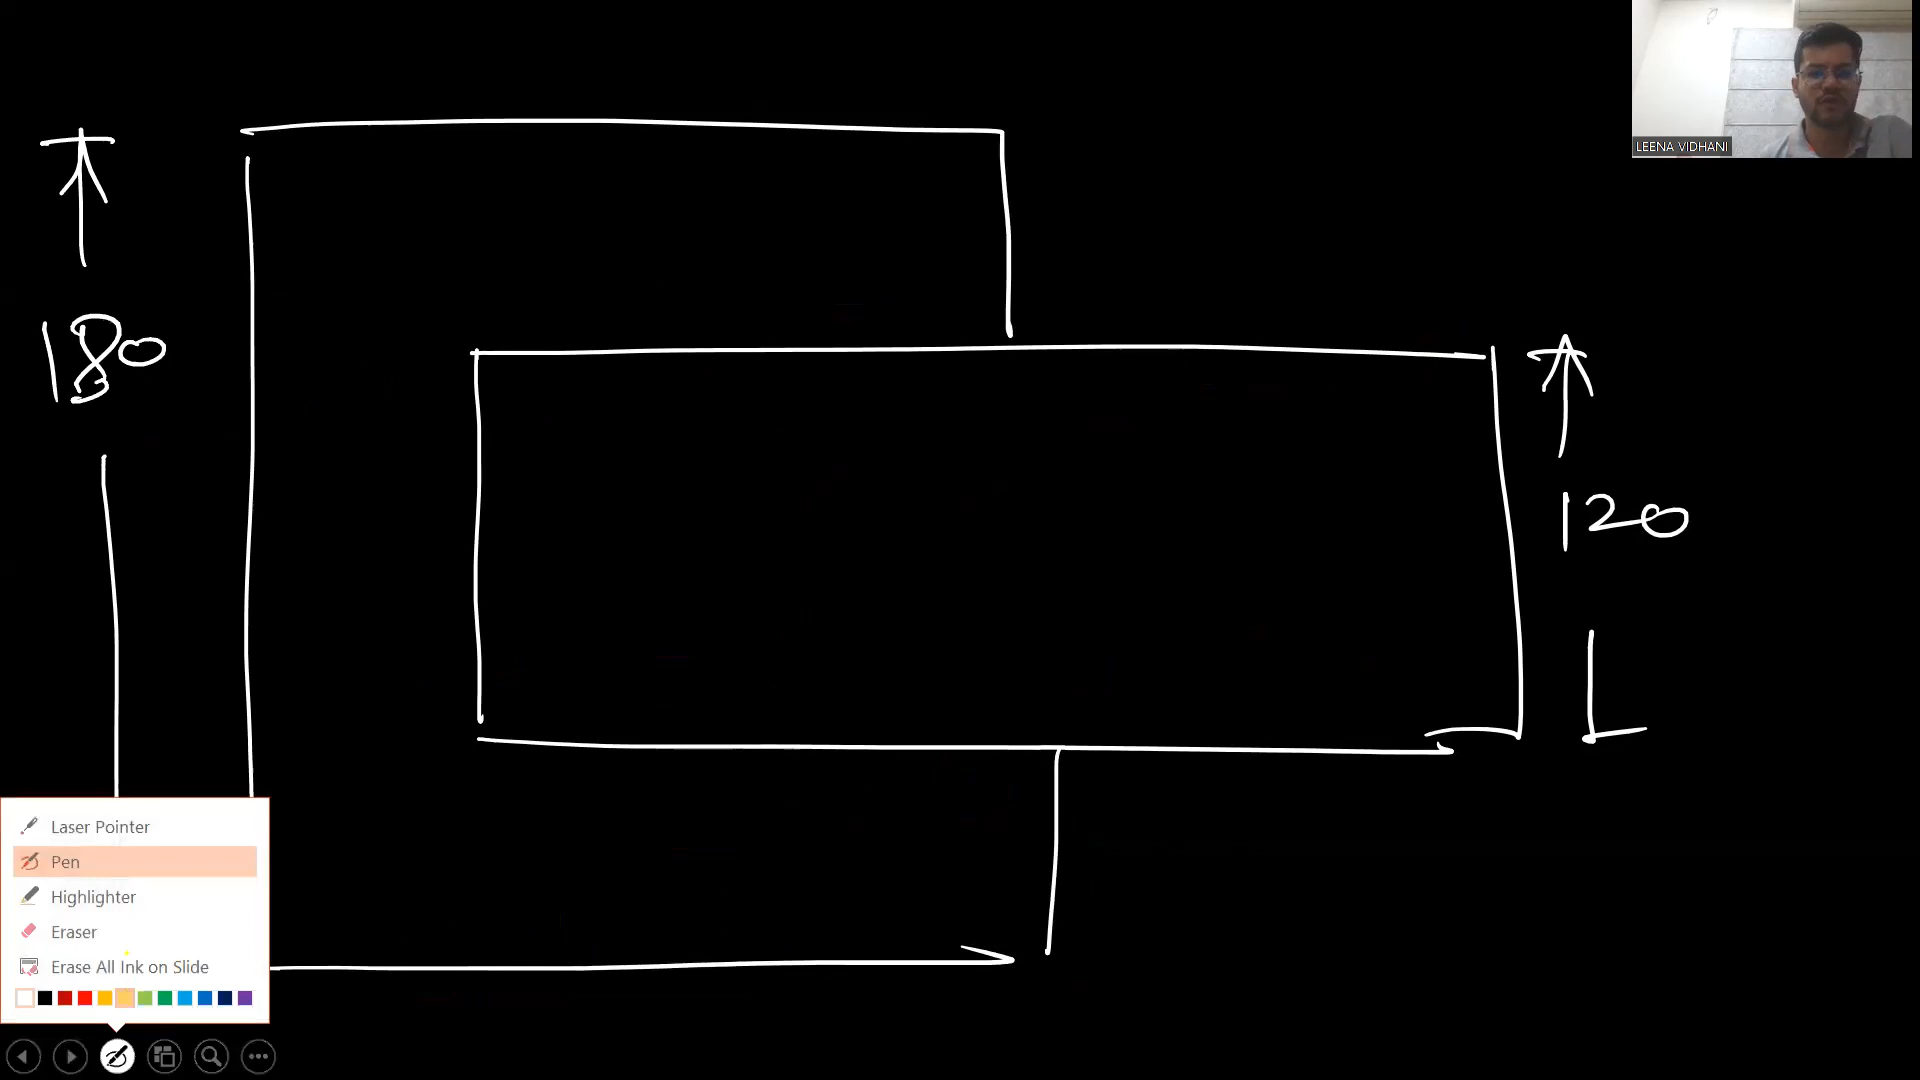 LEENA VIDHANI
180
120
Laser Pointer
Pen
Highlighter
Eraser
Erase All Ink on Slide